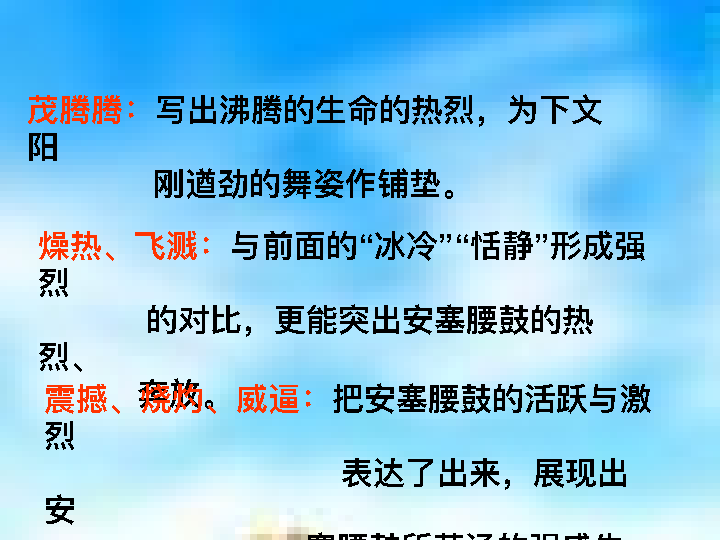 茂腾腾：写出沸腾的生命的热烈，为下文
阳
刚遒劲的舞姿作铺垫。
燥热、飞溅：与前面的“冰冷”“恬静”形成强
烈
的对比，更能突出安塞腰鼓的热
烈、
奔放。
震撼、烧灼、威逼：把安塞腰鼓的活跃与激
烈
表达了出来，展现出
安